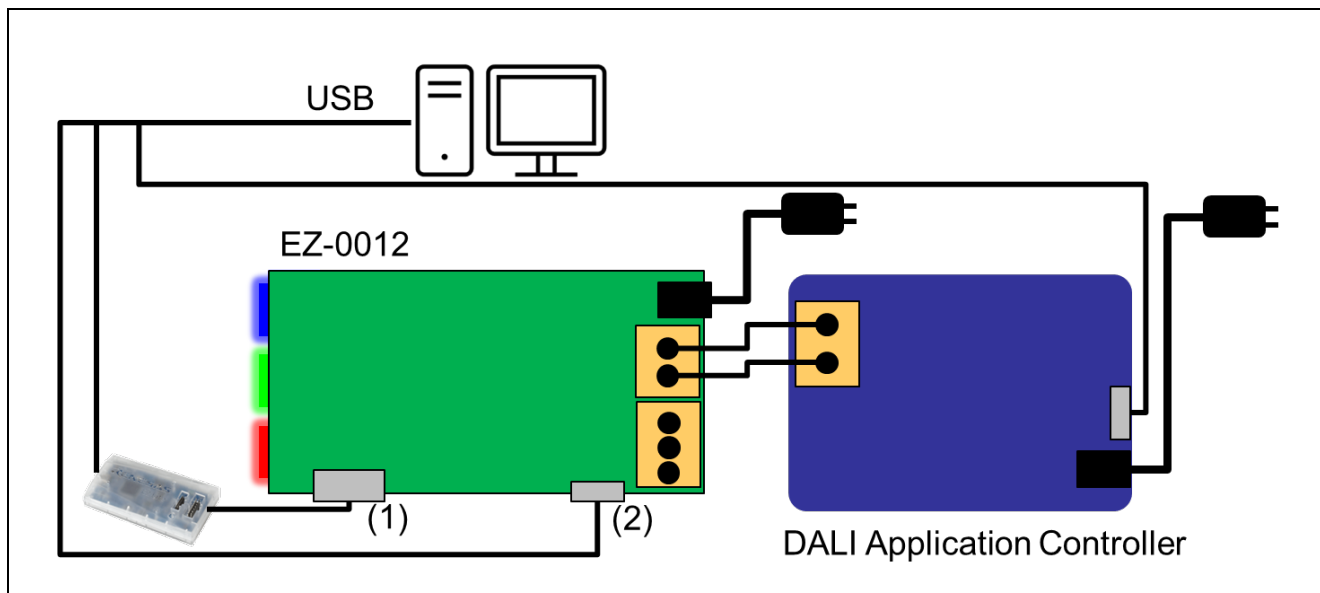 USB
EZ-0012
(1)
(2)
DALI Application Controller